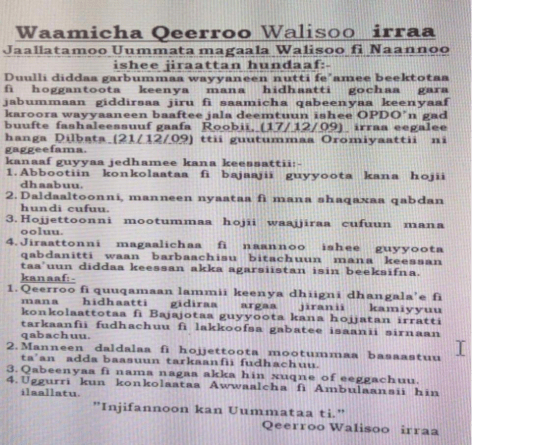 Waamicha Qeerroo Walisoo irraa
Jaallatamoo Uummata magaala Walisoo fi Naannoo
ishee jiraattan hundaaf:-
Duulli diddaa garbummaa wayyaneen nutti fe'amee beektotaa
fi hoggantoota keenya mana hidhaatti gochaa gara
jabummaan giddirsaa jiru fi saamicha qabeenyaa keenyaaf
karoora wayyaaneen baaftee jala deemtuun ishee OPDO'n gad
buufte fashaleessuuf gaafa Roobii, (17/12/09) irraa eegalee
hanga Dilbata (21/12/09) ttii guutummaa Oromiyaattii ni
gaggeefama.
kanaaf guyyaa jedhamee kana keessattii:-
1. Abbootiin konkolaataa fi bajaajii guyyoota kana hojii
dhaabuu.
2. Daldaaltoonni, manneen nyaataa fi mana shaqaxaa qabdan
hundi cufuu.
3. Hojjettoonni mootummaa hojii waajjiraa cufuun mana
ooluu.
4. Jiraattonni magaalichaa fi naannoo ishee guyyoota
qabdanitti waan barbaachisu bitachuun mana keessan
taa'uun diddaa keessan akka agarsiistan isin beeksifna.
kanaaf:-
1. Qeerroo fi quuqamaan lammii keenya dhiigni dhangala'e fi
mana hidhaatti gidiraa argaa jiranii kamiyyuu
konkolaattotaa fi Bajajotaa guyyoota kana hojjatan irratti
tarkaanfii fudhachuu fi lakkoofsa gabatee isaanii sirnaan
qabachuu.
2. Manneen daldalaa fi hojjettoota mootummaa basaastuu
ta'an adda baasuun tarkaanfii fudhachuu.
3. Qabeenyaa fi nama nagaa akka hin xuqne of eeggachuu.
4. Uggurri kun konkolaataa Awwaalcha fi Ambulaansii hin
ilaallatu.
"Injifannoon kan Uummataa ti."
Qeerroo Walisoo irraa